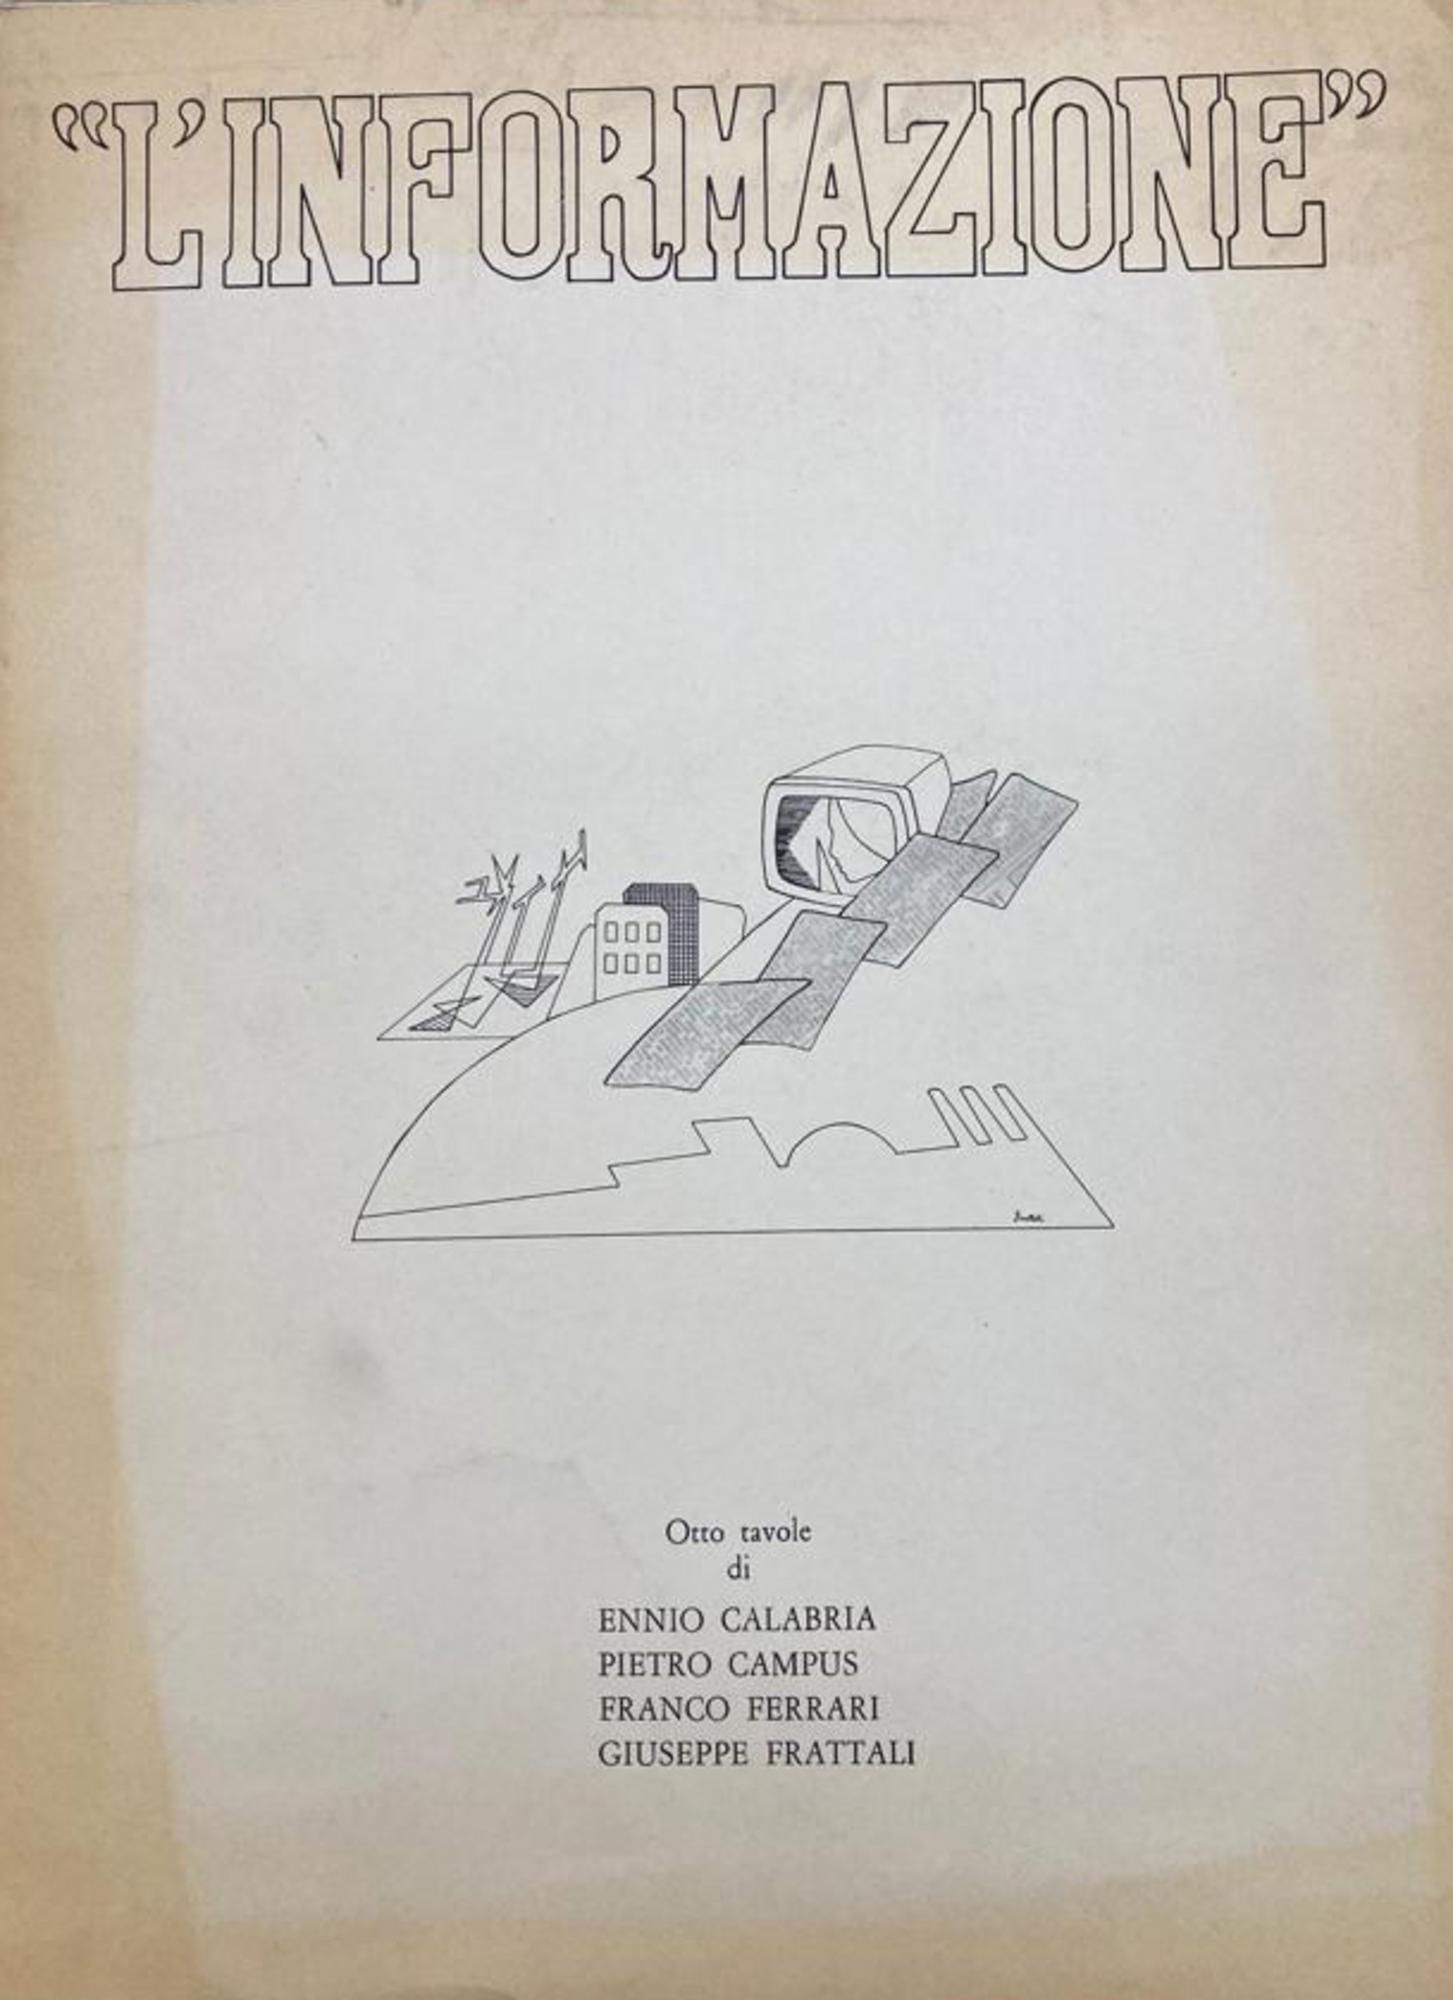 “L’INFORMAZIONE”
Otto tavole
di
ENNIO CALABRIA
PIETRO CAMPUS
FRANCO FERRARI
GIUSEPPE FRATTALI